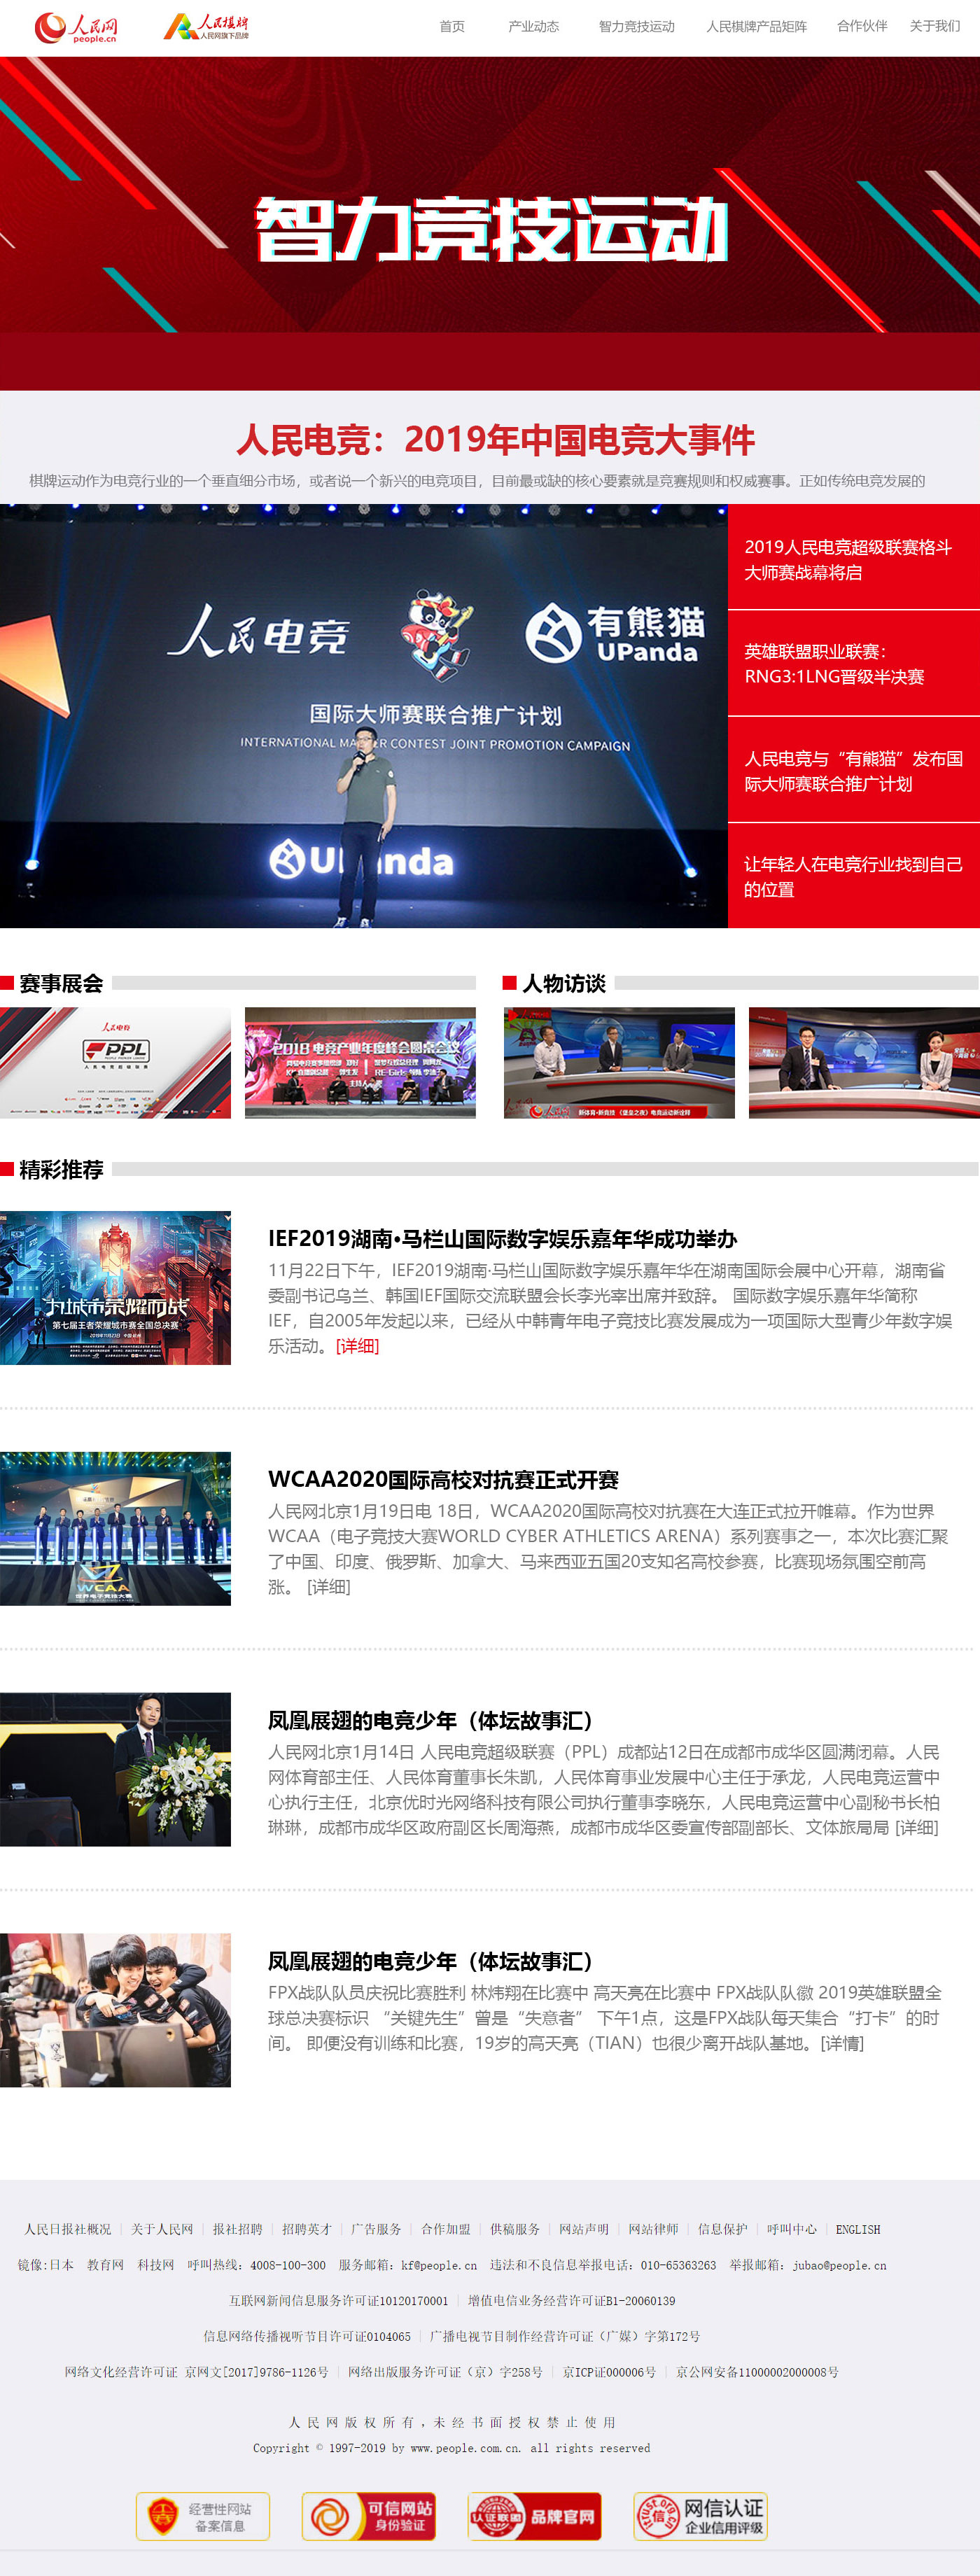 人民网
people.cn
人民棋牌
人民网旗下品牌
首页 产业动态 智力竞技运动 人民棋牌产品矩阵 合作伙伴 关于我们
智力竞技运动
人民电竞：2019年中国电竞大事件
棋牌运动作为电竞行业的一个垂直细分市场，或者说一个新兴的电竞项目，目前最或缺的核心要素就是竞赛规则和权威赛事。正如传统电竞发展的
人民电竞
有熊猫
UPanda
国际大师赛联合推广计划
INTERNATIONAL MASTER CONTEST JOINT PROMOTION CAMPAIGN
UPanda
2019人民电竞超级联赛格斗
大师赛战幕将启
英雄联盟职业联赛：
RNG3:1LNG晋级半决赛
人民电竞与“有熊猫”发布国
际大师赛联合推广计划
让年轻人在电竞行业找到自己
的位置
赛事展会
人物访谈
人民电竞
PPL
人民电竞超级联赛
2018 电竞产业年度峰会圆桌会议
新体育·新竞技 《堡垒之夜》电竞运动新诠释
精彩推荐
为城市荣耀而战
第七届王者荣耀城市赛全国总决赛
IEF2019湖南•马栏山国际数字娱乐嘉年华成功举办
11月22日下午，IEF2019湖南·马栏山国际数字娱乐嘉年华在湖南国际会展中心开幕，湖南省
委副书记乌兰、韩国IEF国际交流联盟会长李光宰出席并致辞。 国际数字娱乐嘉年华简称
IEF，自2005年发起以来，已经从中韩青年电子竞技比赛发展成为一项国际大型青少年数字娱
乐活动。[详细]
WCAA
世界电子竞技大赛
WCAA2020国际高校对抗赛正式开赛
人民网北京1月19日电 18日，WCAA2020国际高校对抗赛在大连正式拉开帷幕。作为世界
WCAA（电子竞技大赛WORLD CYBER ATHLETICS ARENA）系列赛事之一，本次比赛汇聚
了中国、印度、俄罗斯、加拿大、马来西亚五国20支知名高校参赛，比赛现场氛围空前高
涨。 [详细]
凤凰展翅的电竞少年（体坛故事汇）
人民网北京1月14日 人民电竞超级联赛（PPL）成都站12日在成都市成华区圆满闭幕。人民
网体育部主任、人民体育董事长朱凯，人民体育事业发展中心主任于承龙，人民电竞运营中
心执行主任，北京优时光网络科技有限公司执行董事李晓东，人民电竞运营中心副秘书长柏
琳琳，成都市成华区政府副区长周海燕，成都市成华区委宣传部副部长、文体旅局局 [详细]
凤凰展翅的电竞少年（体坛故事汇）
FPX战队队员庆祝比赛胜利 林炜翔在比赛中 高天亮在比赛中 FPX战队队徽 2019英雄联盟全
球总决赛标识 “关键先生”曾是“失意者” 下午1点，这是FPX战队每天集合“打卡”的时
间。 即便没有训练和比赛，19岁的高天亮（TIAN）也很少离开战队基地。[详情]
人民日报社概况 | 关于人民网 | 报社招聘 | 招聘英才 | 广告服务 | 合作加盟 | 供稿服务 | 网站声明 | 网站律师 | 信息保护 | 呼叫中心 | ENGLISH
镜像:日本 教育网 科技网 呼叫热线：4008-100-300 服务邮箱：kf@people.cn 违法和不良信息举报电话：010-65363263 举报邮箱：jubao@people.cn
互联网新闻信息服务许可证10120170001 | 增值电信业务经营许可证B1-20060139
信息网络传播视听节目许可证0104065 | 广播电视节目制作经营许可证（广媒）字第172号
网络文化经营许可证 京网文[2017]9786-1126号 | 网络出版服务许可证（京）字258号 | 京ICP证000006号 | 京公网安备11000002000008号
人 民 网 版 权 所 有 ，未 经 书 面 授 权 禁 止 使 用
Copyright © 1997-2019 by www.people.com.cn. all rights reserved
经营性网站
备案信息
可信网站
身份验证
认证联盟
品牌官网
网信认证
企业信用评级